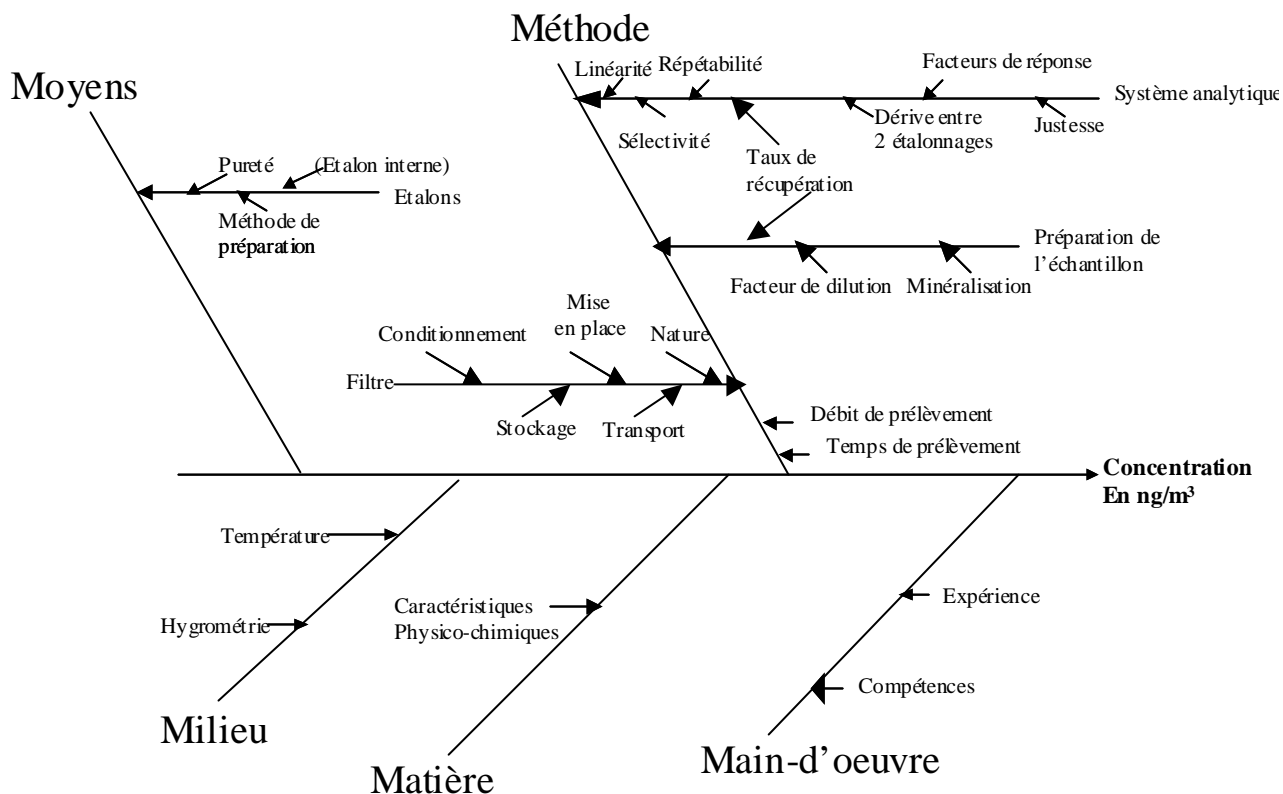 Méthode
Moyens
Linéarité
Répétabilité
Facteurs de réponse
Système analytique
Sélectivité
Dérive entre
2 étalonnages
Justesse
Taux de
récupération
Pureté
(Etalon interne)
Etalons
Méthode de
préparation
Préparation de
l'échantillon
Facteur de dilution
Minéralisation
Mise
en place
Conditionnement
Nature
Filtre
Stockage
Transport
Débit de prélèvement
Temps de prélèvement
Concentration
En ng/m³
Température
Hygrométrie
Caractéristiques
Physico-chimiques
Expérience
Compétences
Milieu
Matière
Main-d'oeuvre